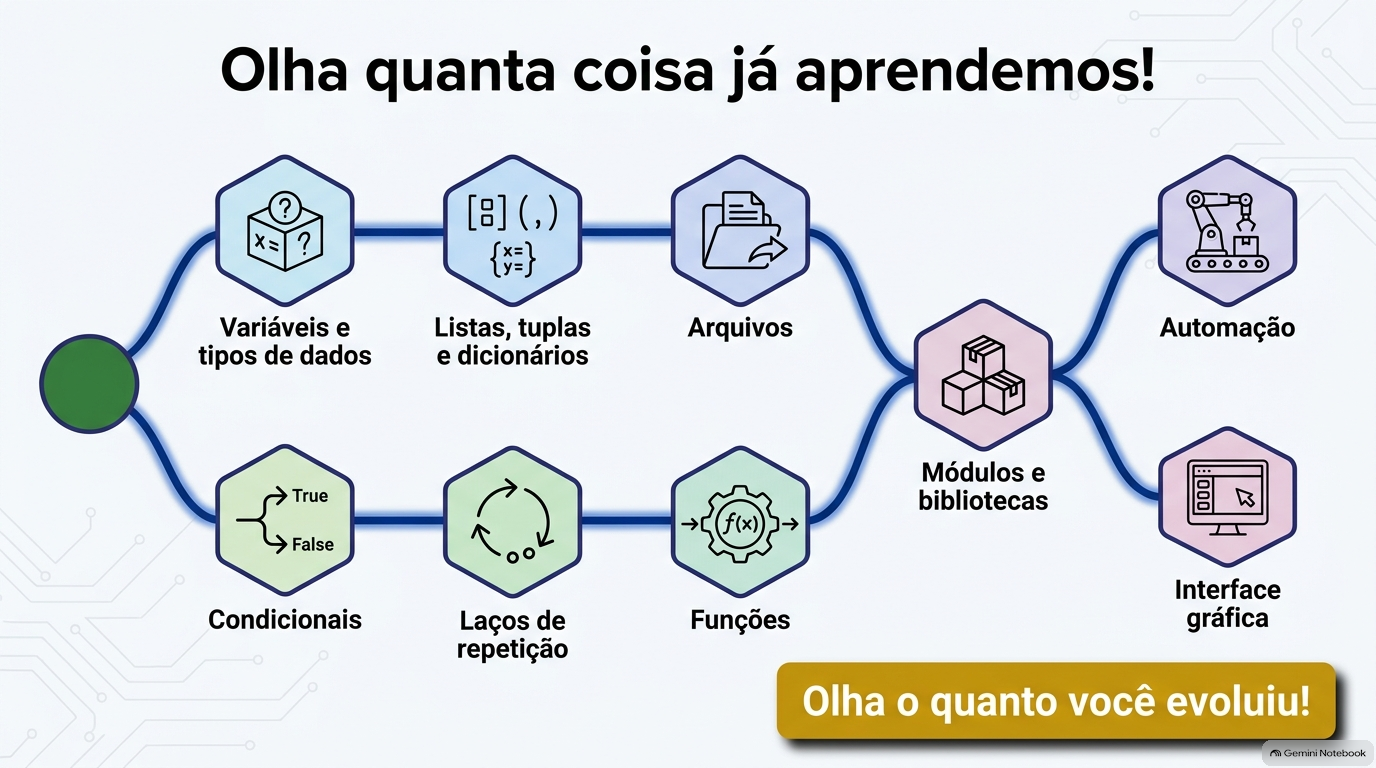 Olha quanta coisa já aprendemos!
?
x=
?
[8] (,)
{x=
y=}
Variáveis e
tipos de dados
Listas, tuplas
e dicionários
Arquivos
Automação
True
False
f(x)
Módulos e
bibliotecas
Condicionais
Laços de
repetição
Funções
Interface
gráfica
Olha o quanto você evoluiu!
Gemini Notebook